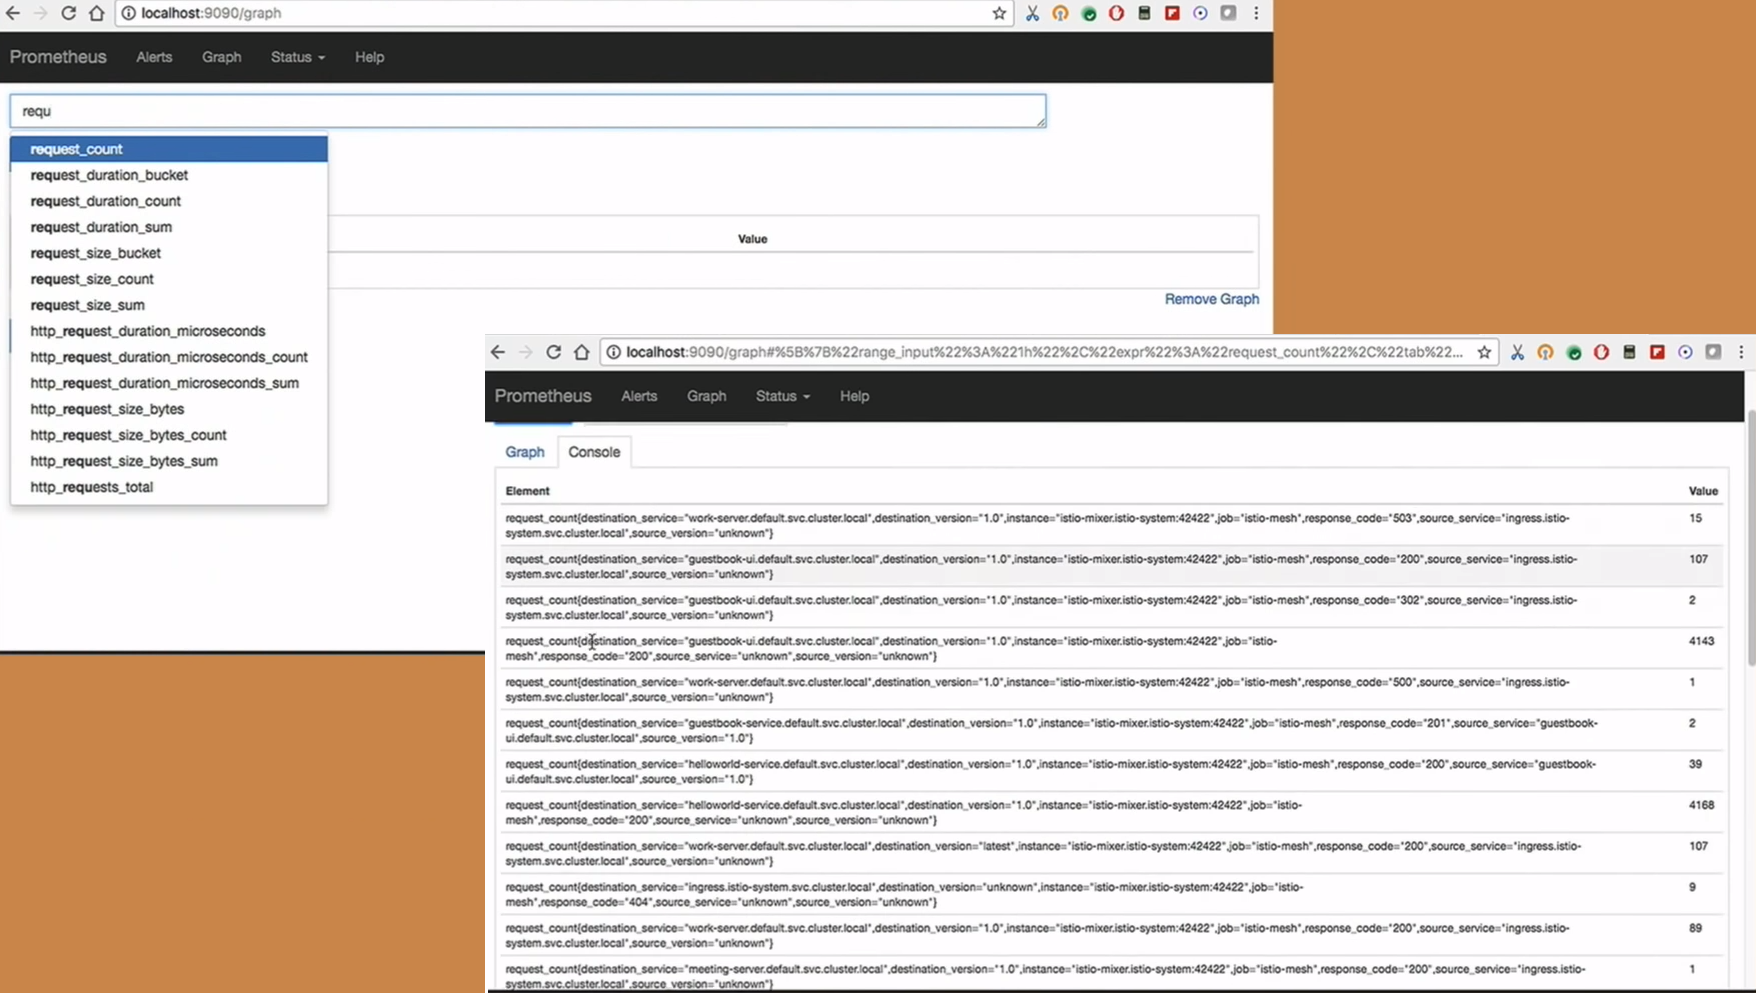 localhost:9090/graph
Prometheus Alerts Graph Status Help
requ
request_count
request_duration_bucket
request_duration_count
request_duration_sum
request_size_bucket
request_size_count
request_size_sum
http_request_duration_microseconds
http_request_duration_microseconds_count
http_request_duration_microseconds_sum
http_request_size_bytes
http_request_size_bytes_count
http_request_size_bytes_sum
http_requests_total
Value
Remove Graph
localhost:9090/graph#%5B%7B%22range_input%22%3A%221h%22%2C%22expr%22%3A%22request_count%22%2C%22tab%22...
Prometheus Alerts Graph Status Help
Graph Console
Element Value
request_count{destination_service="work-server.default.svc.cluster.local",destination_version="1.0",instance="istio-mixer.istio-system:42422",job="istio-mesh",response_code="503",source_service="ingress.istio- 15
system.svc.cluster.local",source_version="unknown"}
request_count{destination_service="guestbook-ui.default.svc.cluster.local",destination_version="1.0",instance="istio-mixer.istio-system:42422",job="istio-mesh",response_code="200",source_service="ingress.istio- 107
system.svc.cluster.local",source_version="unknown"}
request_count{destination_service="guestbook-ui.default.svc.cluster.local",destination_version="1.0",instance="istio-mixer.istio-system:42422",job="istio-mesh",response_code="302",source_service="ingress.istio- 2
system.svc.cluster.local",source_version="unknown"}
request_count{destination_service="guestbook-ui.default.svc.cluster.local",destination_version="1.0",instance="istio-mixer.istio-system:42422",job="istio- 4143
mesh",response_code="200",source_service="unknown",source_version="unknown"}
request_count{destination_service="work-server.default.svc.cluster.local",destination_version="1.0",instance="istio-mixer.istio-system:42422",job="istio-mesh",response_code="500",source_service="ingress.istio- 1
system.svc.cluster.local",source_version="unknown"}
request_count{destination_service="guestbook-service.default.svc.cluster.local",destination_version="1.0",instance="istio-mixer.istio-system:42422",job="istio-mesh",response_code="201",source_service="guestbook- 2
ui.default.svc.cluster.local",source_version="1.0"}
request_count{destination_service="helloworld-service.default.svc.cluster.local",destination_version="1.0",instance="istio-mixer.istio-system:42422",job="istio-mesh",response_code="200",source_service="guestbook- 39
ui.default.svc.cluster.local",source_version="1.0"}
request_count{destination_service="helloworld-service.default.svc.cluster.local",destination_version="1.0",instance="istio-mixer.istio-system:42422",job="istio- 4168
mesh",response_code="200",source_service="unknown",source_version="unknown"}
request_count{destination_service="work-server.default.svc.cluster.local",destination_version="latest",instance="istio-mixer.istio-system:42422",job="istio-mesh",response_code="200",source_service="ingress.istio- 107
system.svc.cluster.local",source_version="unknown"}
request_count{destination_service="ingress.istio-system.svc.cluster.local",destination_version="unknown",instance="istio-mixer.istio-system:42422",job="istio- 9
mesh",response_code="404",source_service="unknown",source_version="unknown"}
request_count{destination_service="work-server.default.svc.cluster.local",destination_version="1.0",instance="istio-mixer.istio-system:42422",job="istio-mesh",response_code="200",source_service="ingress.istio- 89
system.svc.cluster.local",source_version="unknown"}
request_count{destination_service="meeting-server.default.svc.cluster.local",destination_version="1.0",instance="istio-mixer.istio-system:42422",job="istio-mesh",response_code="200",source_service="ingress.istio- 1
system.svc.cluster.local",source_version="unknown"}